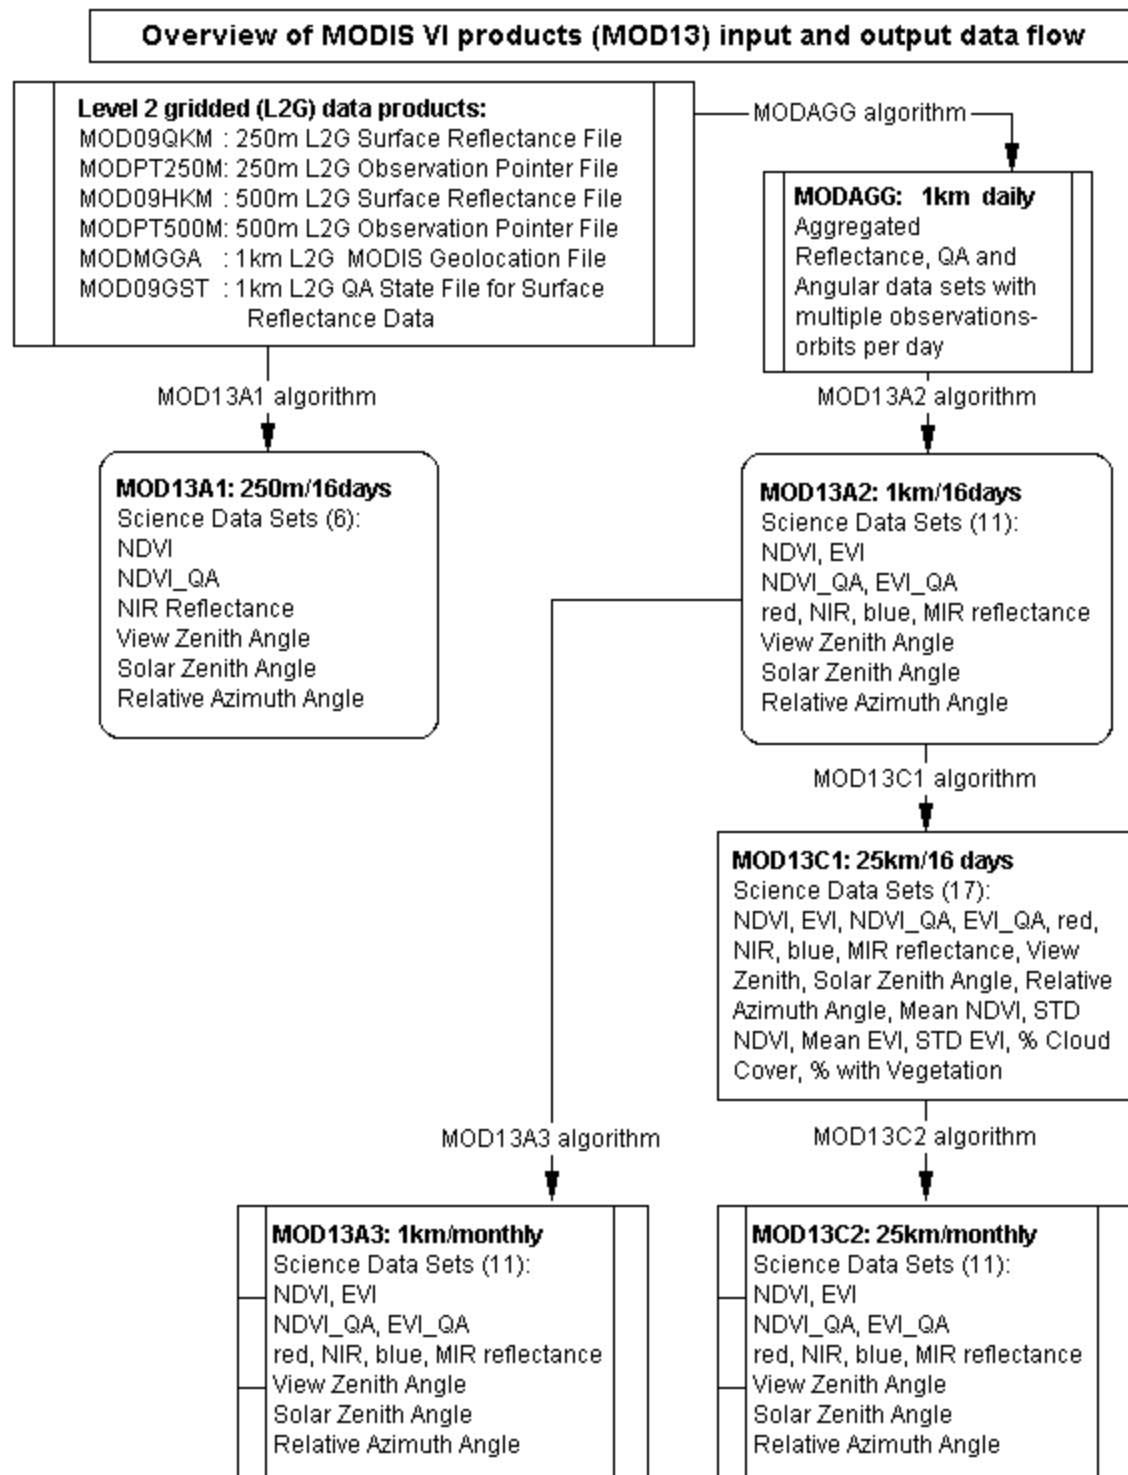 Overview of MODIS VI products (MOD13) input and output data flow
Level 2 gridded (L2G) data products:
MOD09QKM : 250m L2G Surface Reflectance File
MODPT250M: 250m L2G Observation Pointer File
MOD09HKM : 500m L2G Surface Reflectance File
MODPT500M: 500m L2G Observation Pointer File
MODMGGA : 1km L2G MODIS Geolocation File
MOD09GST : 1km L2G QA State File for Surface
Reflectance Data
MODAGG algorithm
MODAGG: 1km daily
Aggregated
Reflectance, QA and
Angular data sets with
multiple observations-
orbits per day
MOD13A1 algorithm
MOD13A2 algorithm
MOD13A1: 250m/16days
Science Data Sets (6):
NDVI
NDVI_QA
NIR Reflectance
View Zenith Angle
Solar Zenith Angle
Relative Azimuth Angle
MOD13A2: 1km/16days
Science Data Sets (11):
NDVI, EVI
NDVI_QA, EVI_QA
red, NIR, blue, MIR reflectance
View Zenith Angle
Solar Zenith Angle
Relative Azimuth Angle
MOD13C1 algorithm
MOD13C1: 25km/16 days
Science Data Sets (17):
NDVI, EVI, NDVI_QA, EVI_QA, red,
NIR, blue, MIR reflectance, View
Zenith, Solar Zenith Angle, Relative
Azimuth Angle, Mean NDVI, STD
NDVI, Mean EVI, STD EVI, % Cloud
Cover, % with Vegetation
MOD13A3 algorithm
MOD13C2 algorithm
MOD13A3: 1km/monthly
Science Data Sets (11):
NDVI, EVI
NDVI_QA, EVI_QA
red, NIR, blue, MIR reflectance
View Zenith Angle
Solar Zenith Angle
Relative Azimuth Angle
MOD13C2: 25km/monthly
Science Data Sets (11):
NDVI, EVI
NDVI_QA, EVI_QA
red, NIR, blue, MIR reflectance
View Zenith Angle
Solar Zenith Angle
Relative Azimuth Angle